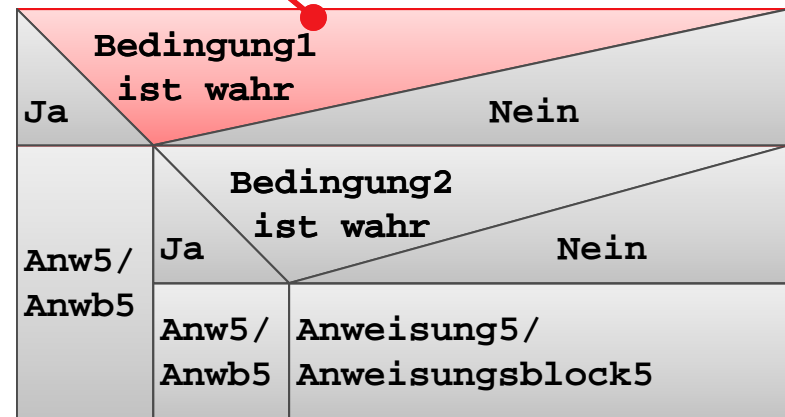 Bedingung1
ist wahr
Ja
Nein
Bedingung2
ist wahr
Ja
Nein
Anw5/
Anwb5
Anw5/
Anwb5
Anweisung5/
Anweisungsblock5